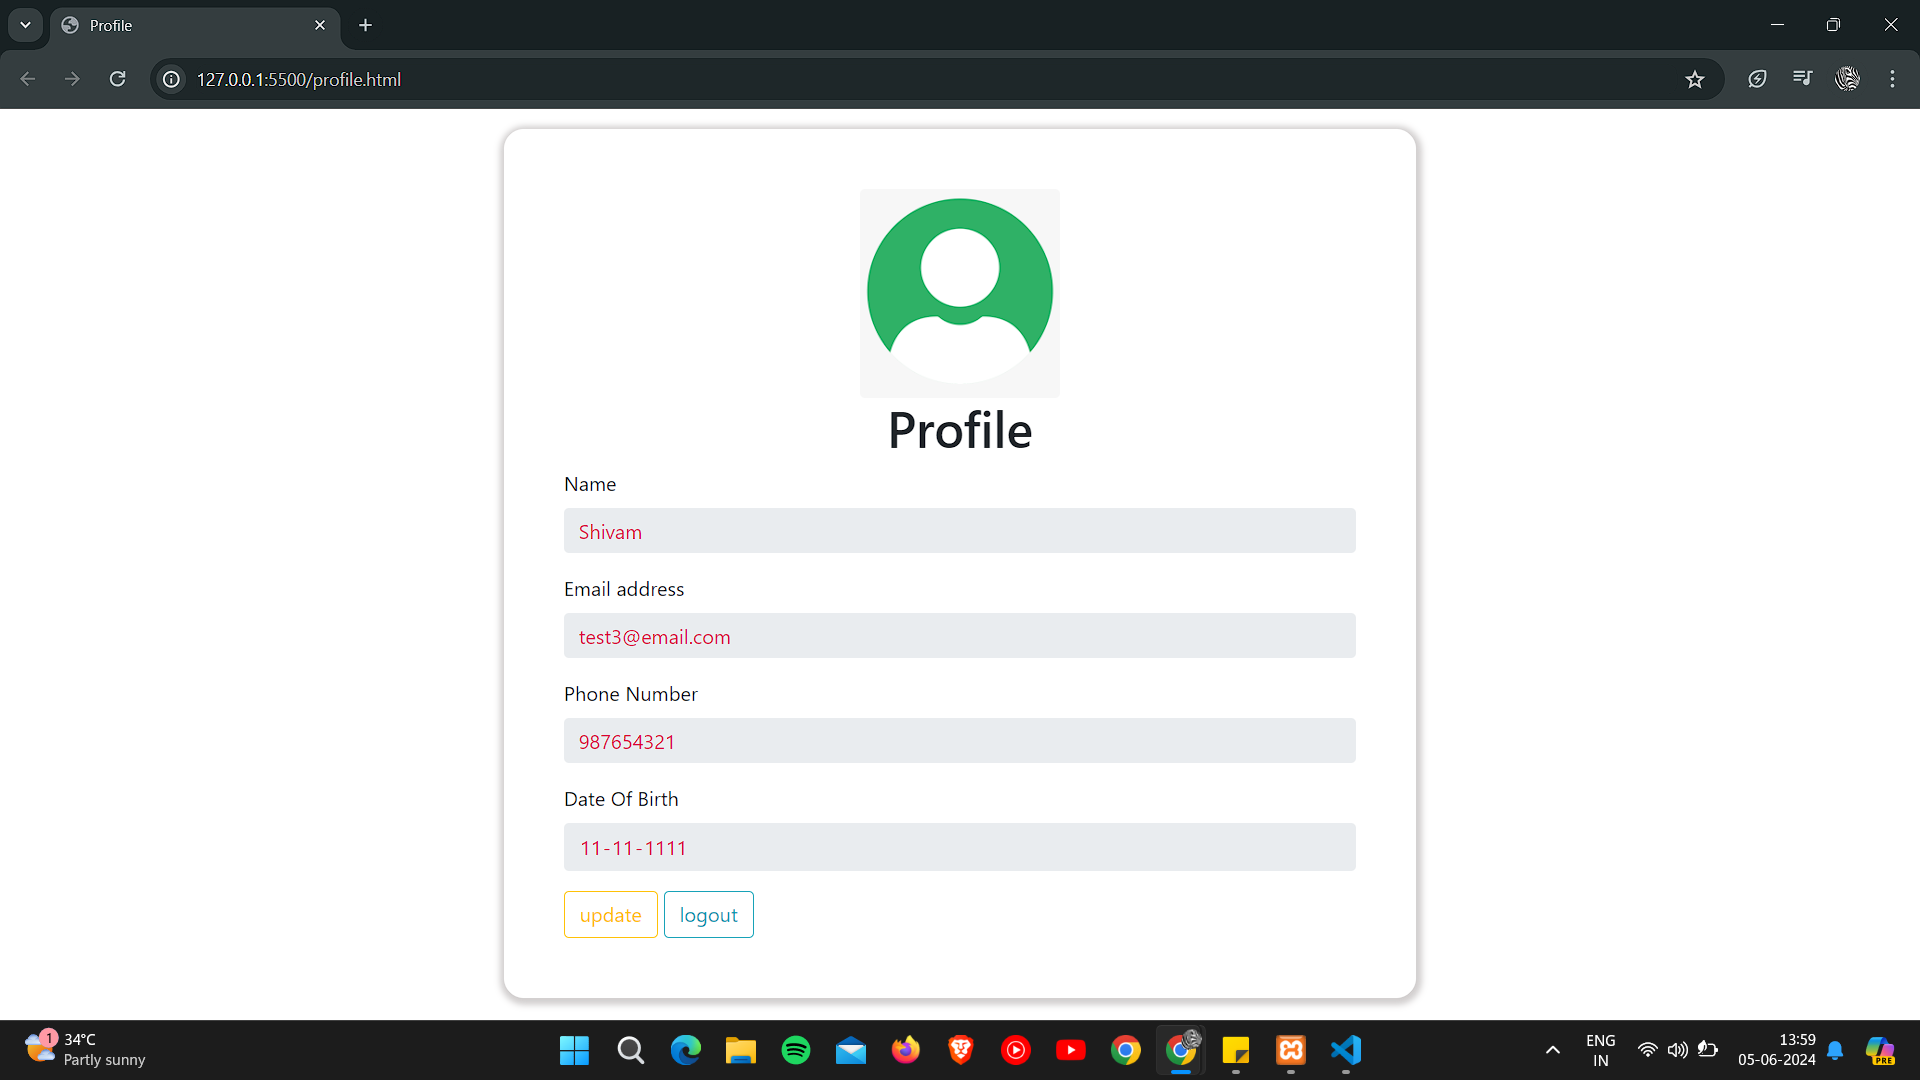 Profile
127.0.0.1:5500/profile.html
Profile
Name
Shivam
Email address
test3@email.com
Phone Number
987654321
Date Of Birth
11-11-1111
update logout
1 34°C
Partly sunny
ENG
IN
13:59
05-06-2024
PRE